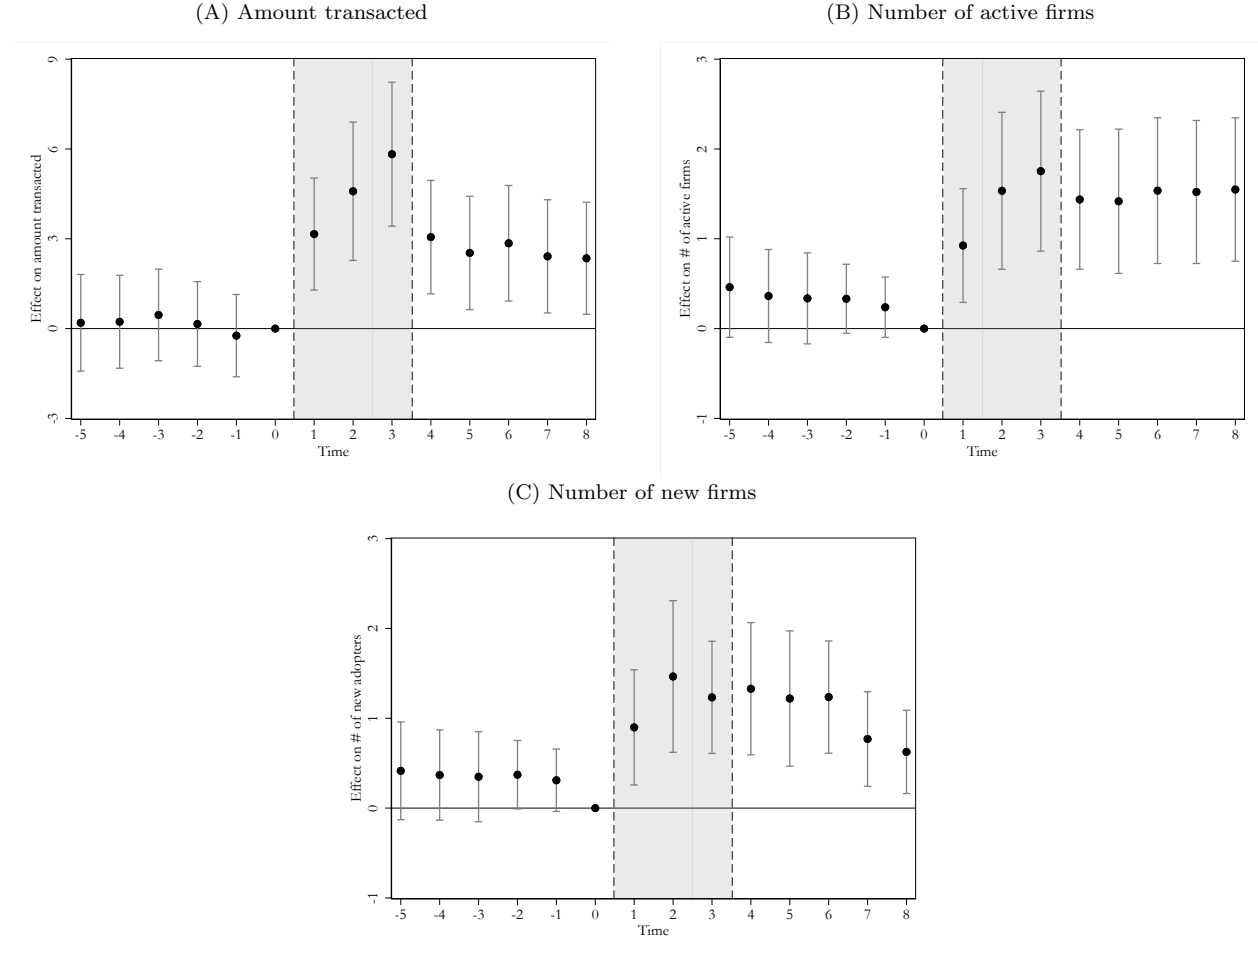 (A) Amount transacted
(B) Number of active firms
Effect on amount transacted
9
6
3
0
-3
-5 -4 -3 -2 -1 0 1 2 3 4 5 6 7 8
Time
Effect on # of active firms
3
2
1
0
-1
-5 -4 -3 -2 -1 0 1 2 3 4 5 6 7 8
Time
(C) Number of new firms
Effect on # of new adopters
3
2
1
0
-1
-5 -4 -3 -2 -1 0 1 2 3 4 5 6 7 8
Time